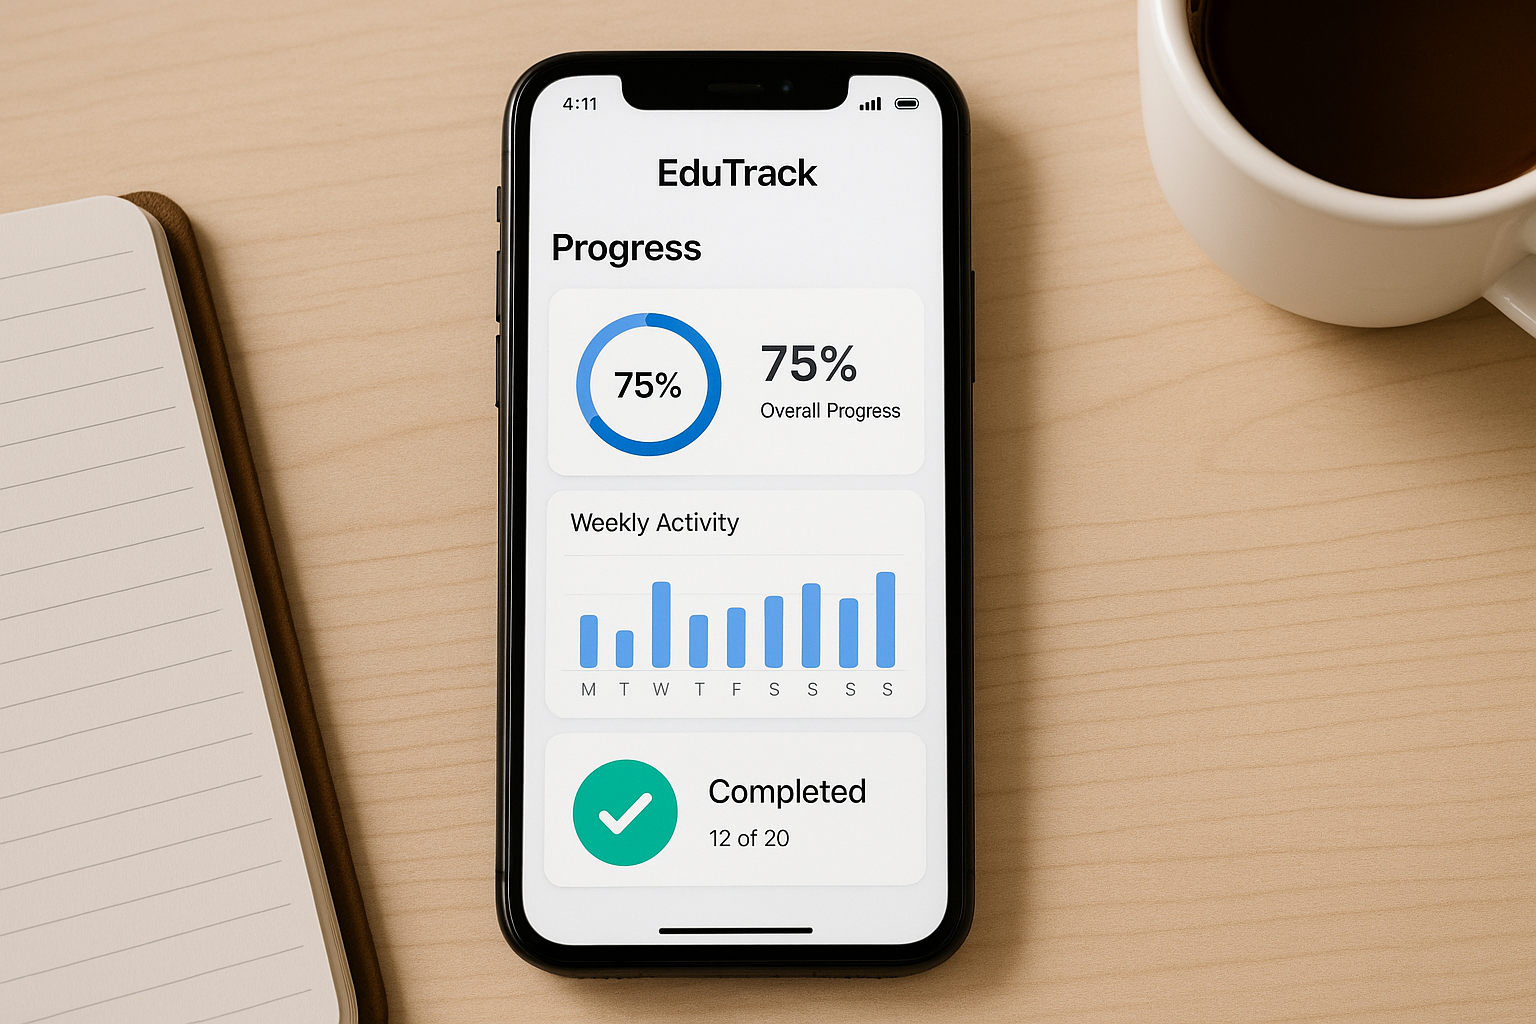 4:11
EduTrack
Progress
75%
75%
Overall Progress
Weekly Activity
M T W T F S S S S
Completed
12 of 20